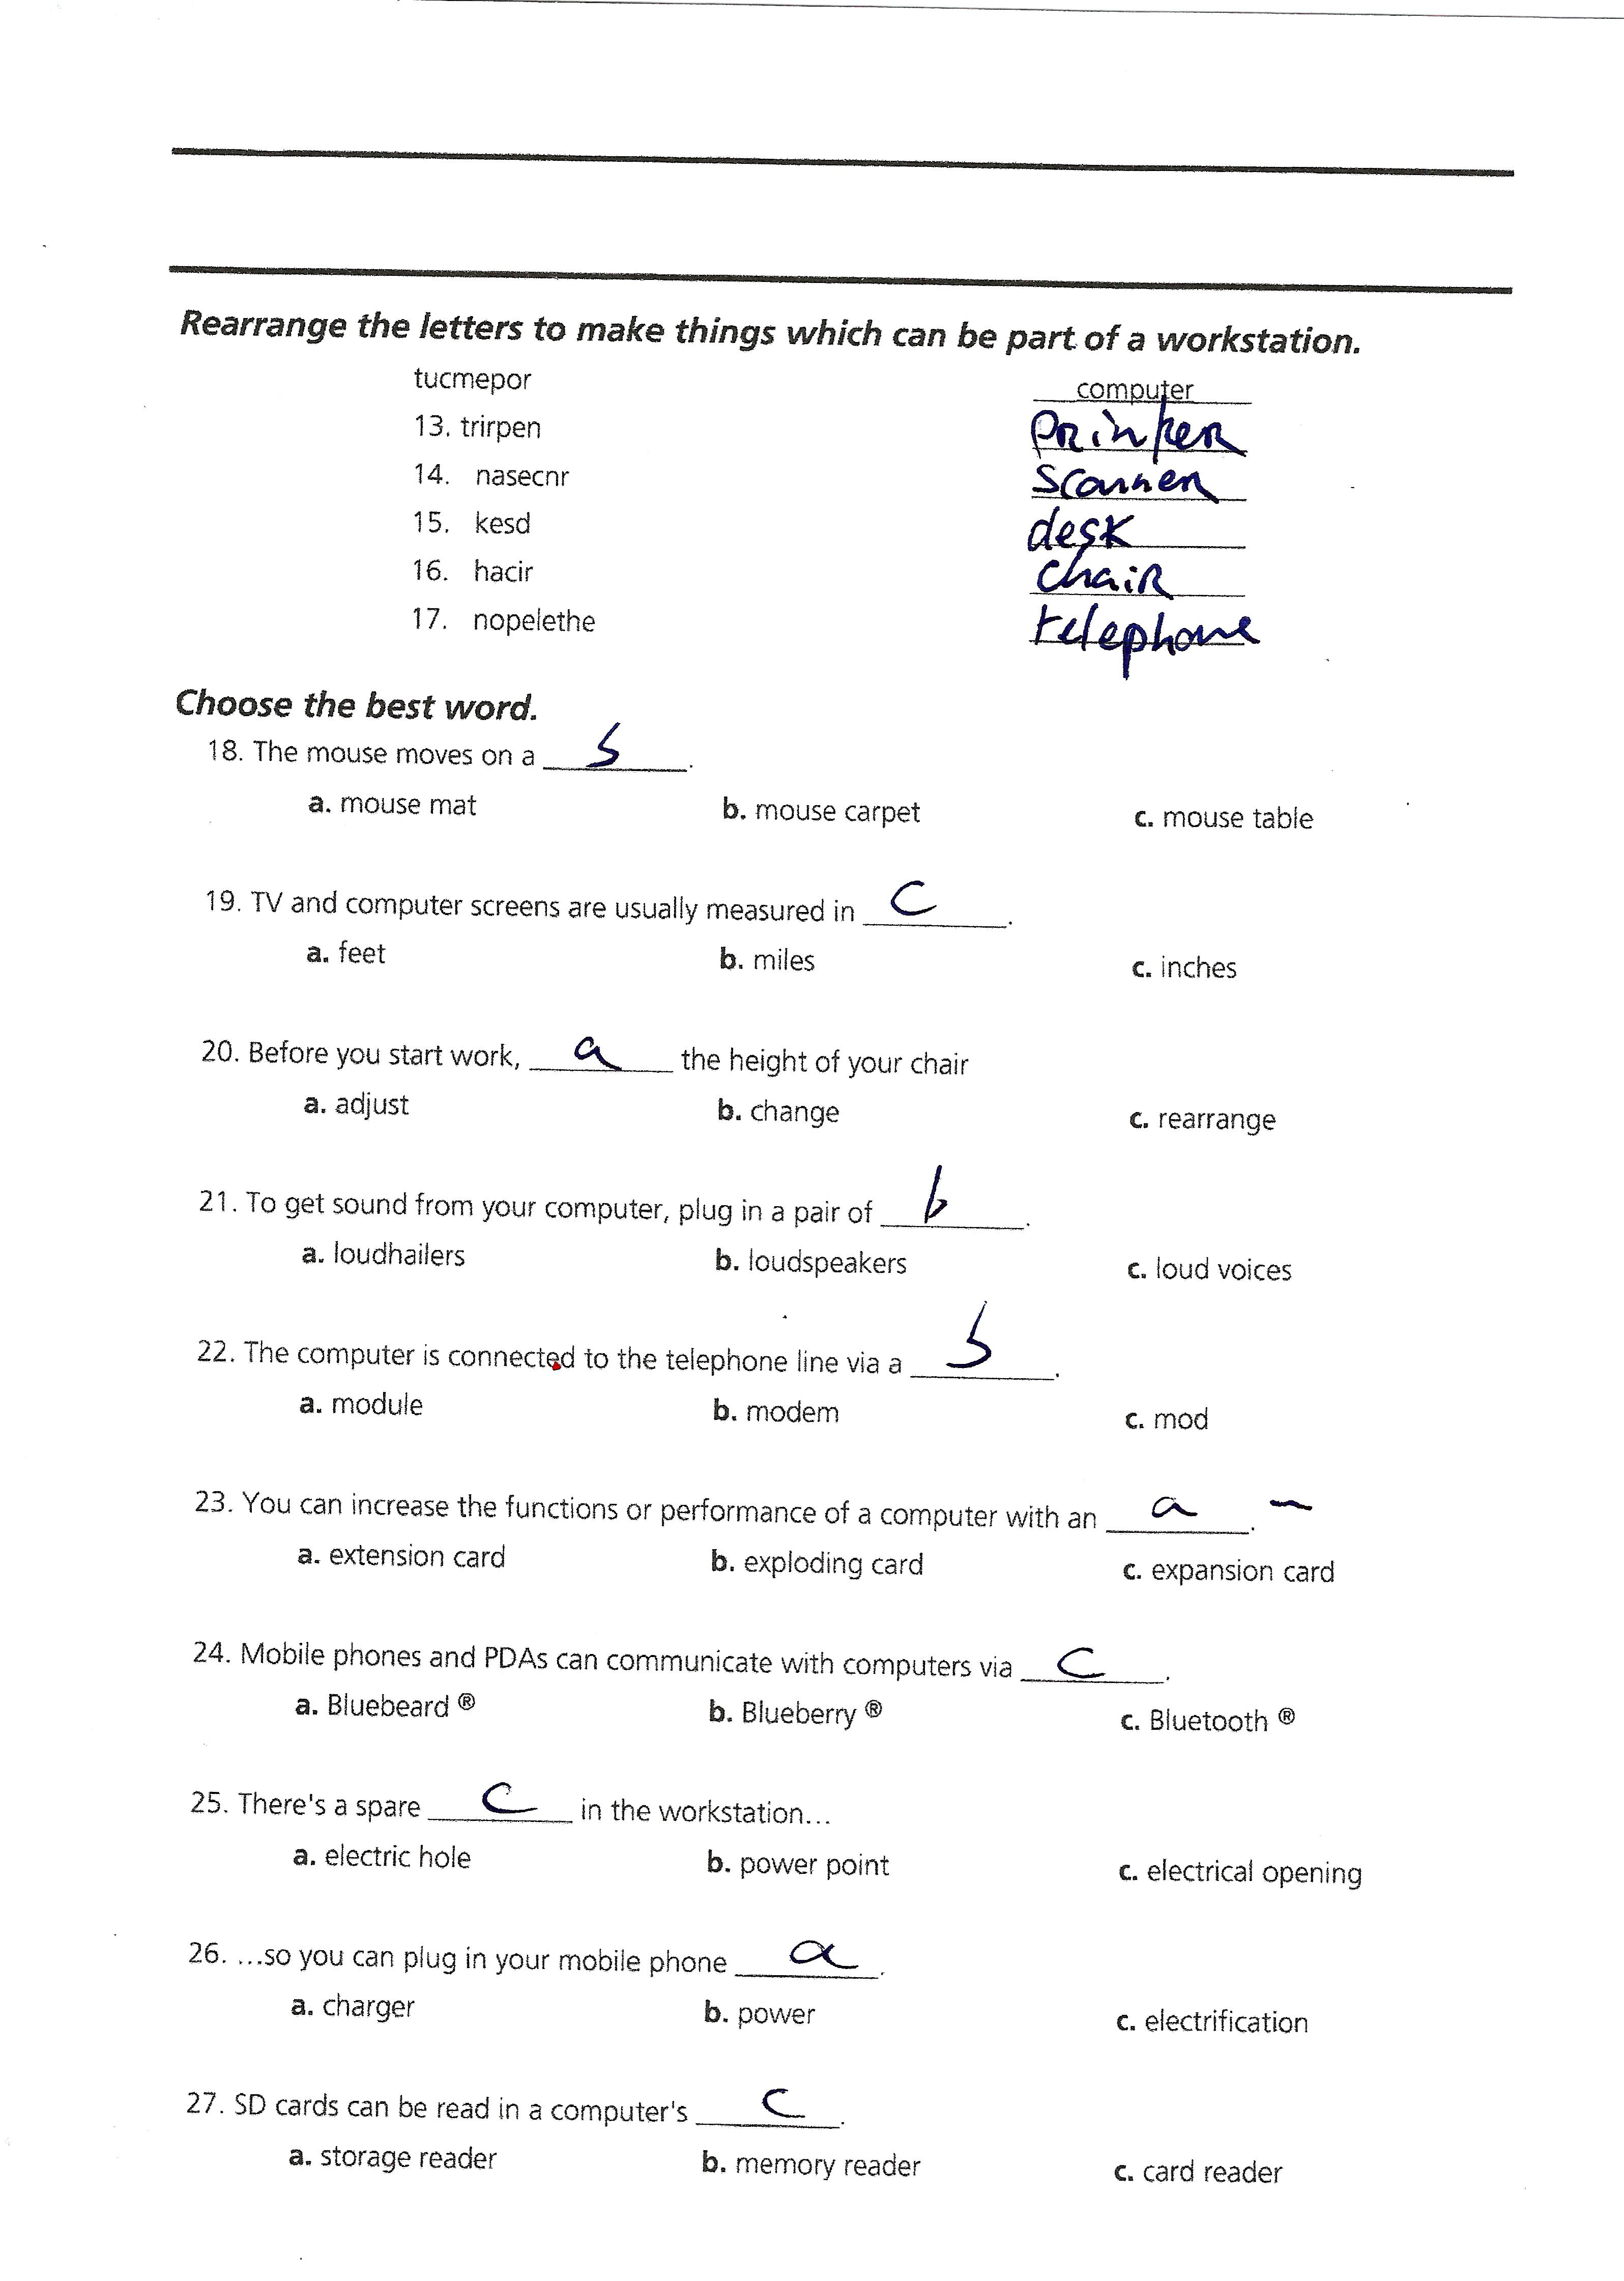 Rearrange the letters to make things which can be part of a workstation.
tucmepor computer
13. trirpen printer
14. nasecnr scanner
15. kesd desk
16. hacir chair
17. nopelethe telephone
Choose the best word.
18. The mouse moves on a b.
a. mouse mat b. mouse carpet c. mouse table
19. TV and computer screens are usually measured in c.
a. feet b. miles c. inches
20. Before you start work, a the height of your chair
a. adjust b. change c. rearrange
21. To get sound from your computer, plug in a pair of b.
a. loudhailers b. loudspeakers c. loud voices
22. The computer is connected to the telephone line via a b.
a. module b. modem c. mod
23. You can increase the functions or performance of a computer with an a. –
a. extension card b. exploding card c. expansion card
24. Mobile phones and PDAs can communicate with computers via c.
a. Bluebeard ® b. Blueberry ® c. Bluetooth ®
25. There's a spare c in the workstation...
a. electric hole b. power point c. electrical opening
26. ...so you can plug in your mobile phone a.
a. charger b. power c. electrification
27. SD cards can be read in a computer's c.
a. storage reader b. memory reader c. card reader